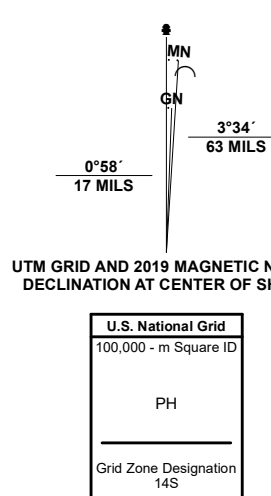 MN
GN
3°34´
63 MILS
0°58´
17 MILS
UTM GRID AND 2019 MAGNETIC N
DECLINATION AT CENTER OF SH
U.S. National Grid
100,000 - m Square ID
PH
Grid Zone Designation
14S